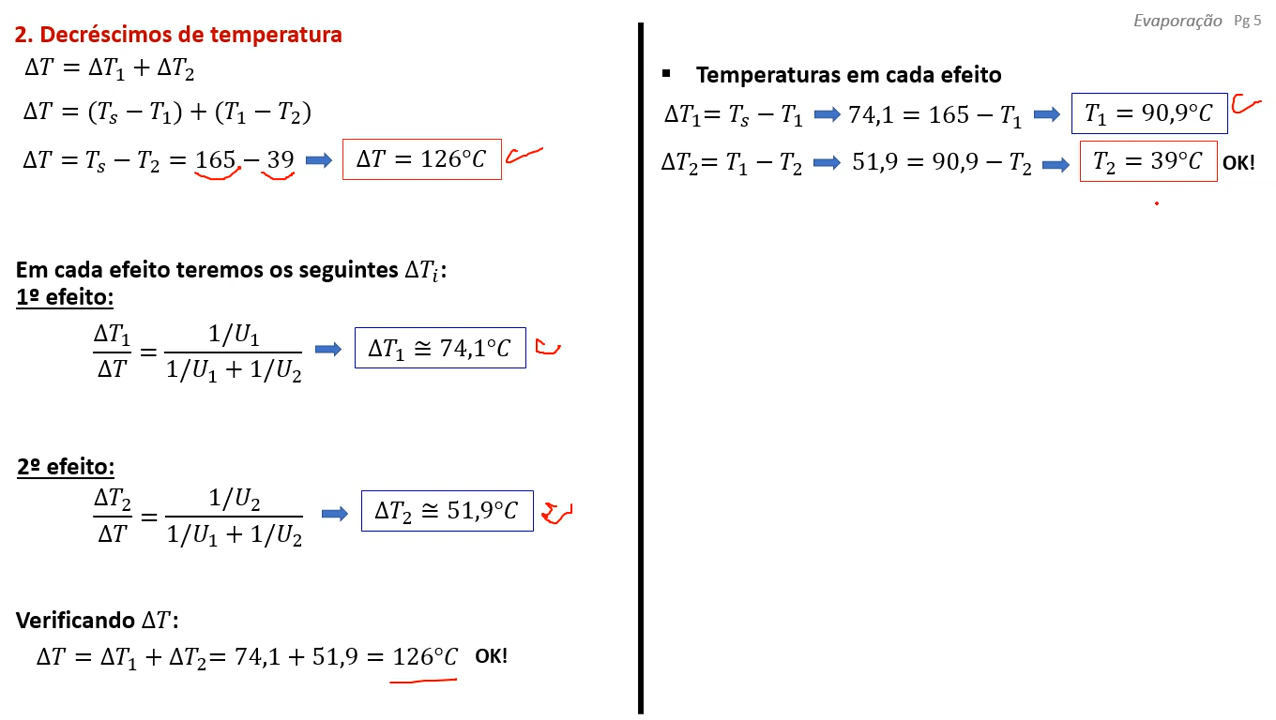 Evaporação Pg 5
2. Decréscimos de temperatura
ΔT = ΔT₁ + ΔT₂
ΔT = (Tₛ − T₁) + (T₁ − T₂)
ΔT = Tₛ − T₂ = 165 − 39 ➡ ΔT = 126°C
Em cada efeito teremos os seguintes ΔTᵢ:
1º efeito:
ΔT₁/ΔT = (1/U₁)/(1/U₁ + 1/U₂) ➡ ΔT₁ ≅ 74,1°C
2º efeito:
ΔT₂/ΔT = (1/U₂)/(1/U₁ + 1/U₂) ➡ ΔT₂ ≅ 51,9°C
Verificando ΔT:
ΔT = ΔT₁ + ΔT₂= 74,1 + 51,9 = 126°C OK!
▪ Temperaturas em cada efeito
ΔT₁= Tₛ − T₁ ➡ 74,1 = 165 − T₁ ➡ T₁ = 90,9°C
ΔT₂= T₁ − T₂ ➡ 51,9 = 90,9 − T₂ ➡ T₂ = 39°C OK!